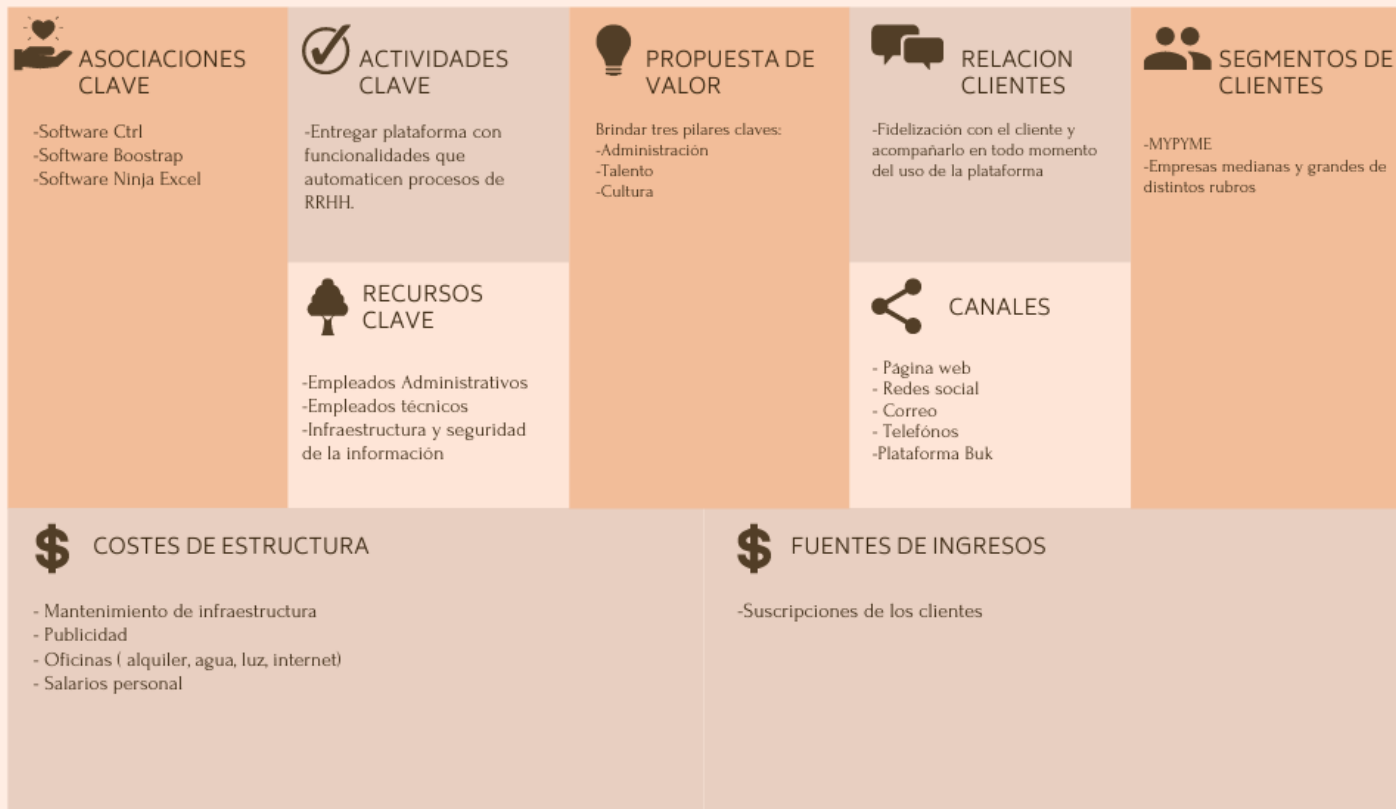 ASOCIACIONES
CLAVE
-Software Ctrl
-Software Boostrap
-Software Ninja Excel
ACTIVIDADES
CLAVE
-Entregar plataforma con
funcionalidades que
automaticen procesos de
RRHH.
RECURSOS
CLAVE
-Empleados Administrativos
-Empleados técnicos
-Infraestructura y seguridad
de la información
PROPUESTA DE
VALOR
Brindar tres pilares claves:
-Administración
-Talento
-Cultura
RELACION
CLIENTES
-Fidelización con el cliente y
acompañarlo en todo momento
del uso de la plataforma
CANALES
- Página web
- Redes social
- Correo
- Telefónos
-Plataforma Buk
SEGMENTOS DE
CLIENTES
-MYPYME
-Empresas medianas y grandes de
distintos rubros
COSTES DE ESTRUCTURA
- Mantenimiento de infraestructura
- Publicidad
- Oficinas ( alquiler, agua, luz, internet)
- Salarios personal
FUENTES DE INGRESOS
-Suscripciones de los clientes